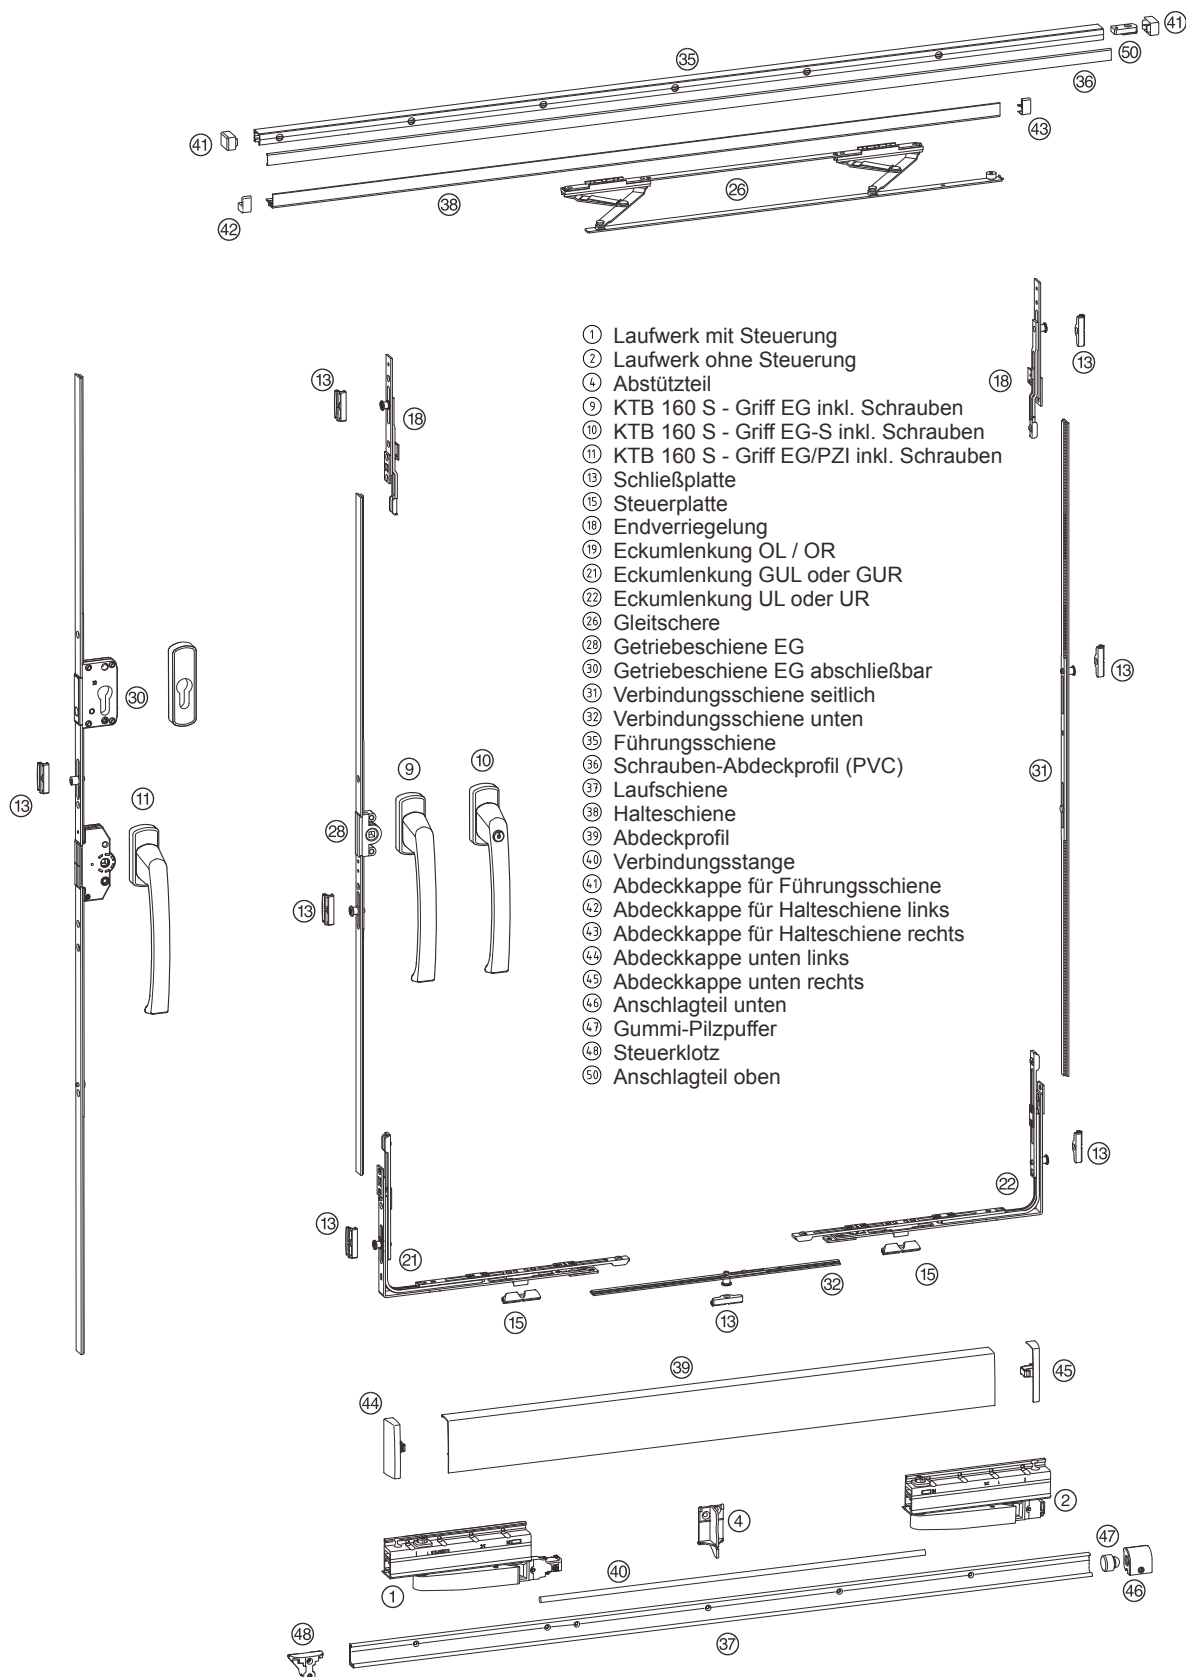 41
35
50
36
41
43
38
26
42
① Laufwerk mit Steuerung
② Laufwerk ohne Steuerung
④ Abstützteil
⑨ KTB 160 S - Griff EG inkl. Schrauben
⑩ KTB 160 S - Griff EG-S inkl. Schrauben
⑪ KTB 160 S - Griff EG/PZI inkl. Schrauben
⑬ Schließplatte
⑮ Steuerplatte
⑱ Endverriegelung
⑲ Eckumlenkung OL / OR
㉑ Eckumlenkung GUL oder GUR
㉒ Eckumlenkung UL oder UR
㉖ Gleitschere
㉘ Getriebeschiene EG
㉚ Getriebeschiene EG abschließbar
㉛ Verbindungsschiene seitlich
㉜ Verbindungsschiene unten
㉟ Führungsschiene
㊱ Schrauben-Abdeckprofil (PVC)
㊲ Laufschiene
㊳ Halteschiene
㊴ Abdeckprofil
㊵ Verbindungsstange
㊶ Abdeckkappe für Führungsschiene
㊷ Abdeckkappe für Halteschiene links
㊸ Abdeckkappe für Halteschiene rechts
㊹ Abdeckkappe unten links
㊺ Abdeckkappe unten rechts
㊻ Anschlagteil unten
㊼ Gummi-Pilzpuffer
㊽ Steuerklotz
㊿ Anschlagteil oben
13
18
13
18
13
30
13
11
9
10
28
13
31
13
22
13
21
15
15
32
13
39
45
44
2
4
47
40
1
46
48
37